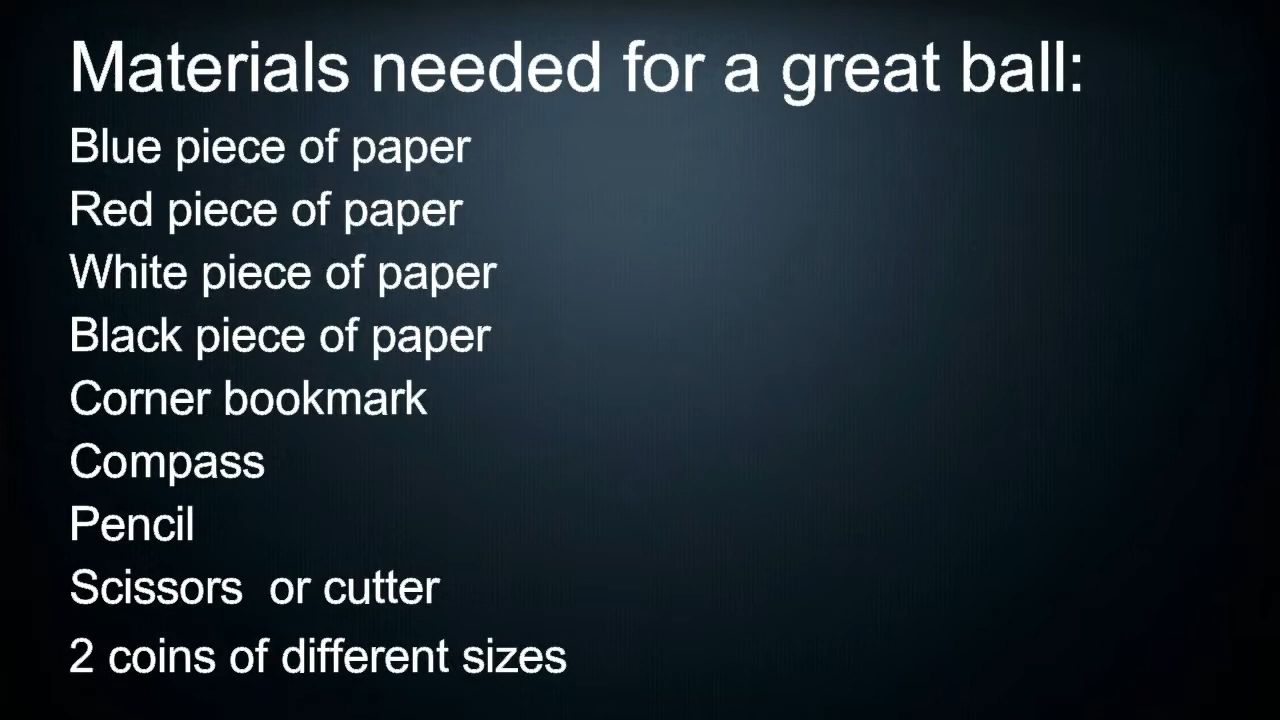 Materials needed for a great ball:
Blue piece of paper
Red piece of paper
White piece of paper
Black piece of paper
Corner bookmark
Compass
Pencil
Scissors  or cutter
2 coins of different sizes